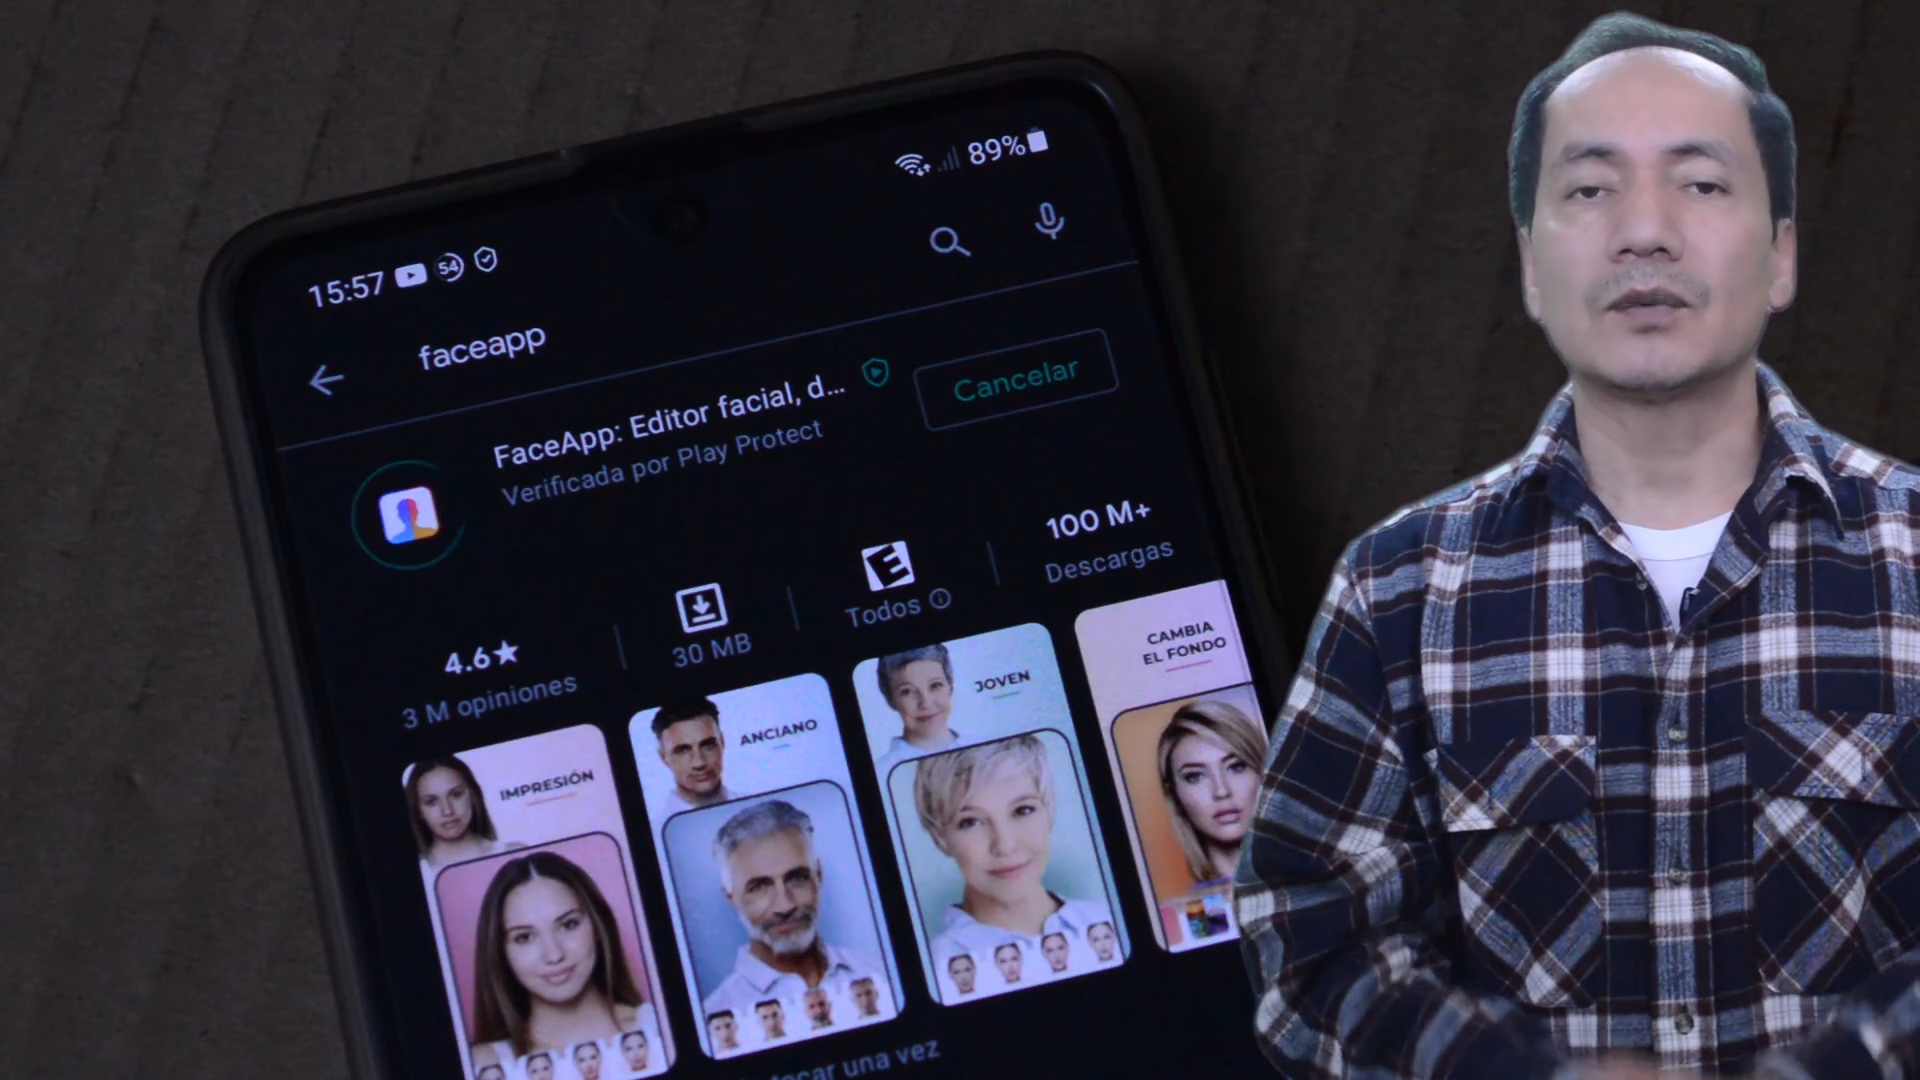 89%
15:57
54
faceapp
FaceApp: Editor facial, d...
Verificada por Play Protect
Cancelar
4.6★
3 M opiniones
30 MB
E
Todos
100 M+
Descargas
IMPRESIÓN
ANCIANO
JOVEN
CAMBIA
EL FONDO
una vez